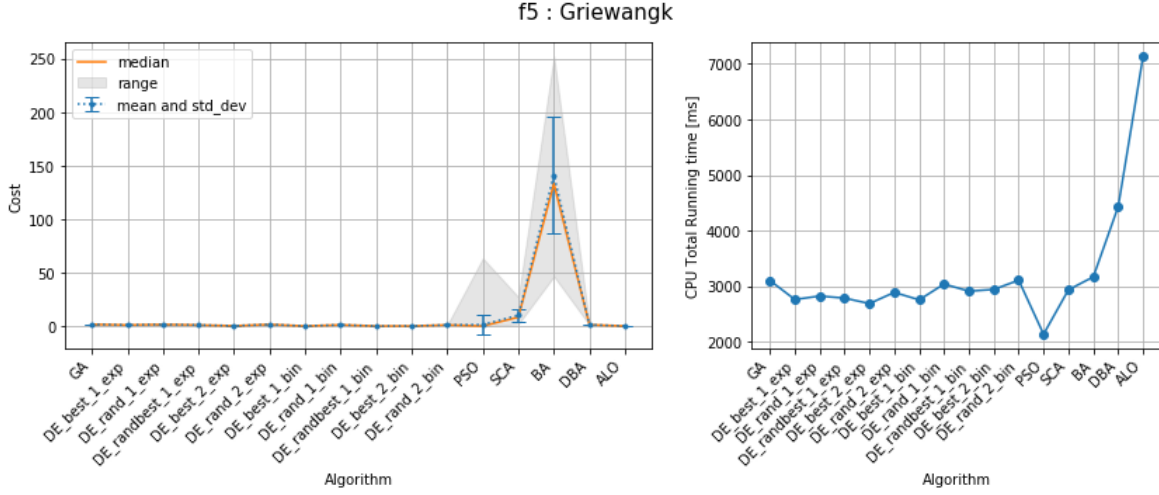 f5 : Griewangk
median
range
mean and std_dev
250
200
150
100
50
0
Cost
GA
DE_best_1_exp
DE_rand_1_exp
DE_randbest_1_exp
DE_best_2_exp
DE_rand_2_exp
DE_best_1_bin
DE_rand_1_bin
DE_randbest_1_bin
DE_best_2_bin
DE_rand_2_bin
PSO
SCA
BA
DBA
ALO
Algorithm
7000
6000
5000
4000
3000
2000
CPU Total Running time [ms]
GA
DE_best_1_exp
DE_rand_1_exp
DE_randbest_1_exp
DE_best_2_exp
DE_rand_2_exp
DE_best_1_bin
DE_rand_1_bin
DE_randbest_1_bin
DE_best_2_bin
DE_rand_2_bin
PSO
SCA
BA
DBA
ALO
Algorithm